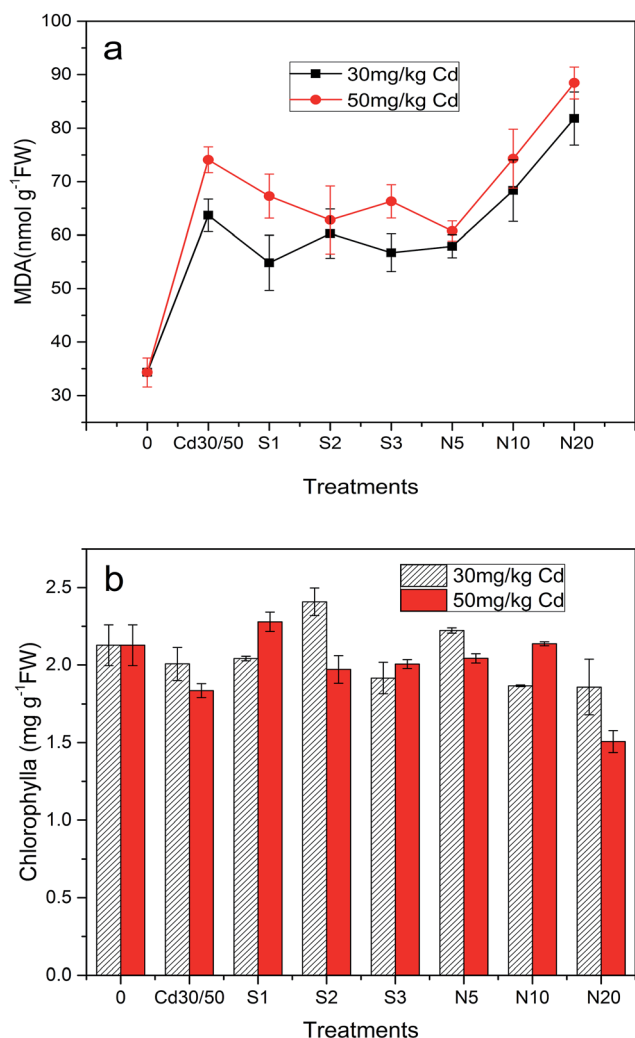 a
30mg/kg Cd
50mg/kg Cd
MDA(nmol g⁻¹FW)
100
90
80
70
60
50
40
30
0 Cd30/50 S1 S2 S3 N5 N10 N20
Treatments
b
30mg/kg Cd
50mg/kg Cd
Chlorophylla (mg g⁻¹FW)
2.5
2.0
1.5
1.0
0.5
0.0
0 Cd30/50 S1 S2 S3 N5 N10 N20
Treatments